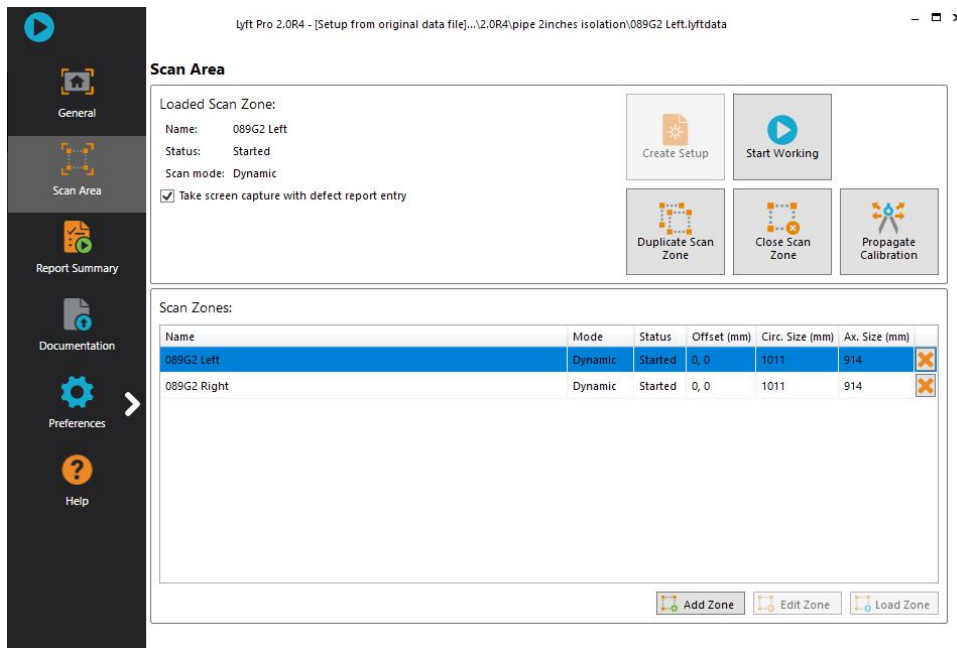 Lyft Pro 2.0R4 - [Setup from original data file]...\2.0R4\pipe 2inches isolation\089G2 Left.lyftdata
General
Scan Area
Report Summary
Documentation
Preferences
?
Help
Scan Area
Loaded Scan Zone:
Name: 089G2 Left
Status: Started
Scan mode: Dynamic
Take screen capture with defect report entry
Create Setup
Start Working
Duplicate Scan
Zone
Close Scan
Zone
Propagate
Calibration
Scan Zones:
Name Mode Status Offset (mm) Circ. Size (mm) Ax. Size (mm)
089G2 Left Dynamic Started 0, 0 1011 914
089G2 Right Dynamic Started 0, 0 1011 914
Add Zone Edit Zone Load Zone